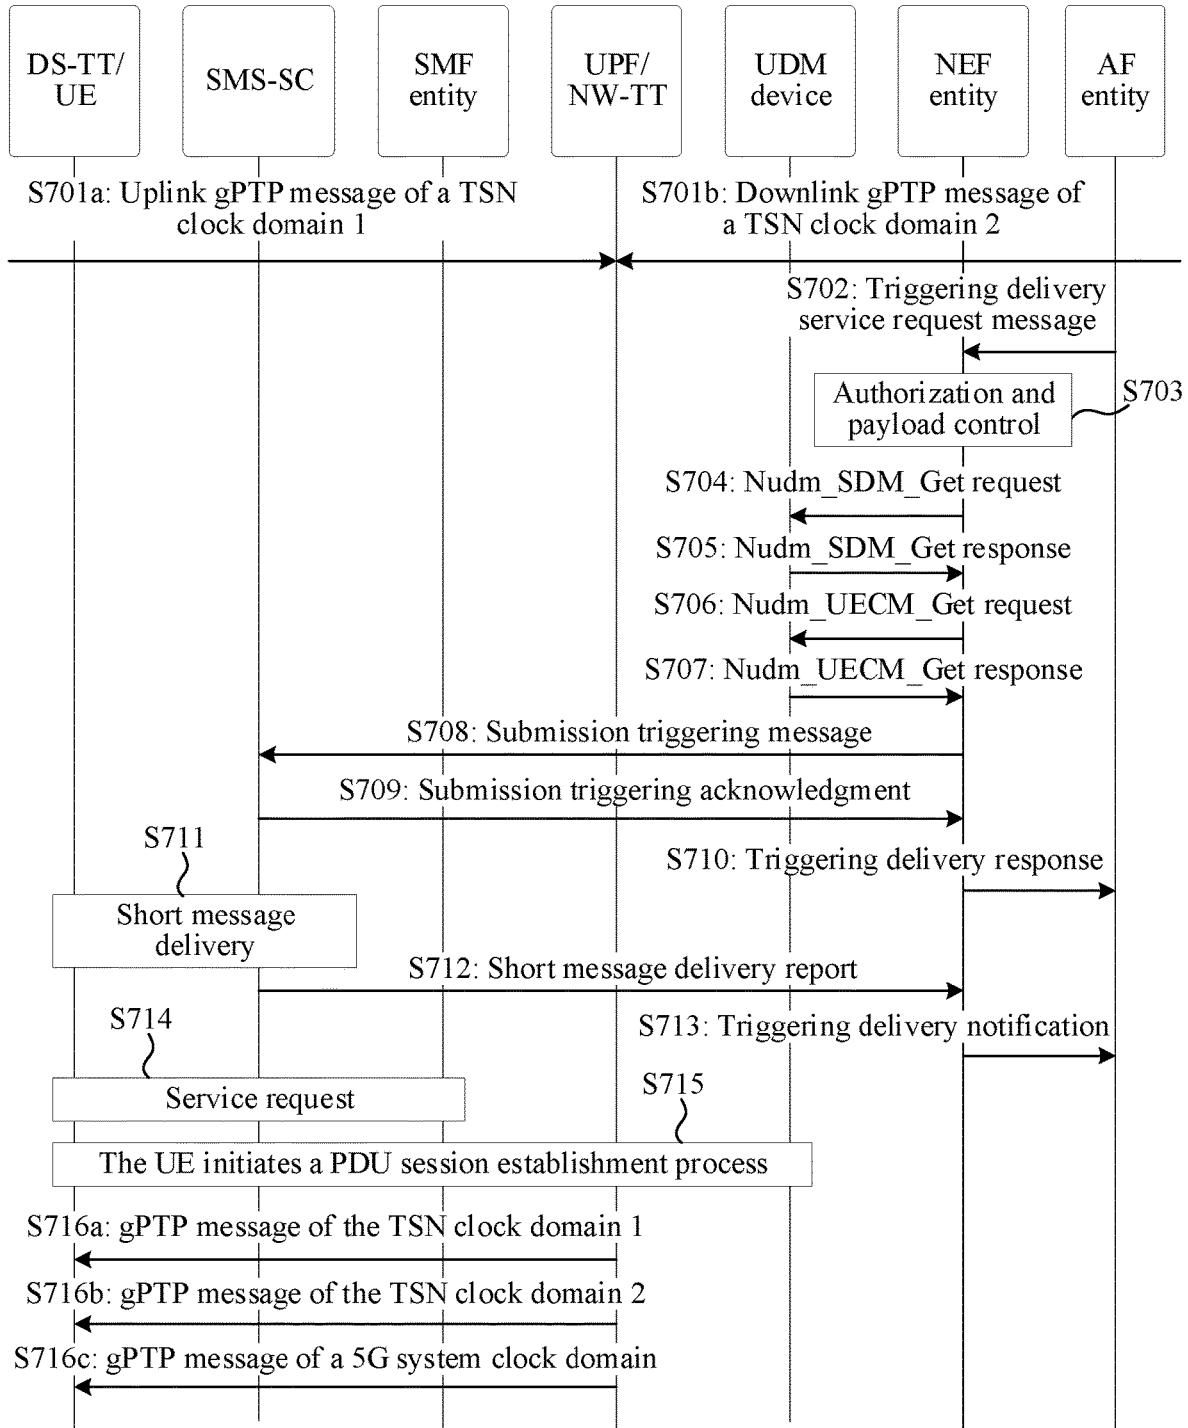 DS-TT/
UE
SMS-SC
SMF
entity
UPF/
NW-TT
UDM
device
NEF
entity
AF
entity
S701a: Uplink gPTP message of a TSN
clock domain 1
S701b: Downlink gPTP message of
a TSN clock domain 2
S702: Triggering delivery
service request message
Authorization and
payload control
S703
S704: Nudm_SDM_Get request
S705: Nudm_SDM_Get response
S706: Nudm_UECM_Get request
S707: Nudm_UECM_Get response
S708: Submission triggering message
S709: Submission triggering acknowledgment
S711
S710: Triggering delivery response
Short message
delivery
S712: Short message delivery report
S714
S713: Triggering delivery notification
Service request
S715
The UE initiates a PDU session establishment process
S716a: gPTP message of the TSN clock domain 1
S716b: gPTP message of the TSN clock domain 2
S716c: gPTP message of a 5G system clock domain